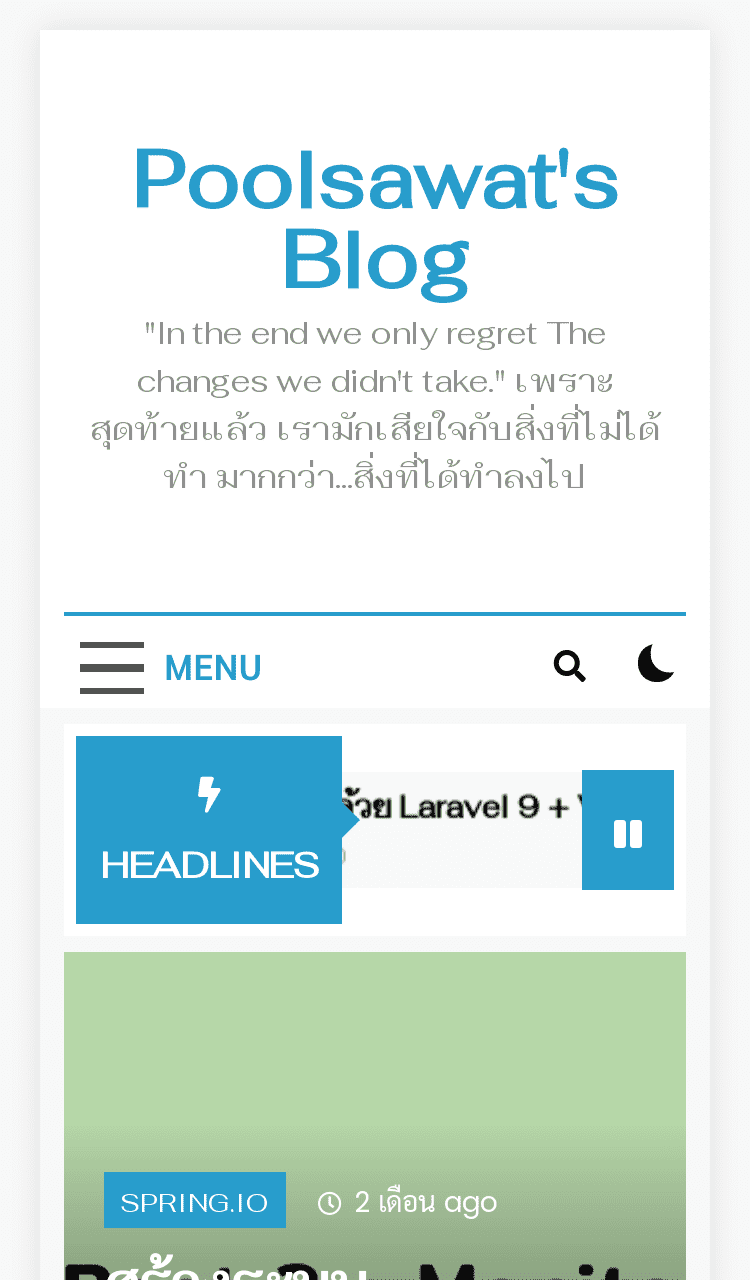 Poolsawat's
Blog
"In the end we only regret The
changes we didn't take." เพราะ
สุดท้ายแล้ว เรามักเสียใจกับสิ่งที่ไม่ได้
ทำ มากกว่า...สิ่งที่ได้ทำลงไป
MENU
HEADLINES
ด้วย Laravel 9 +
SPRING.IO
2 เดือน ago